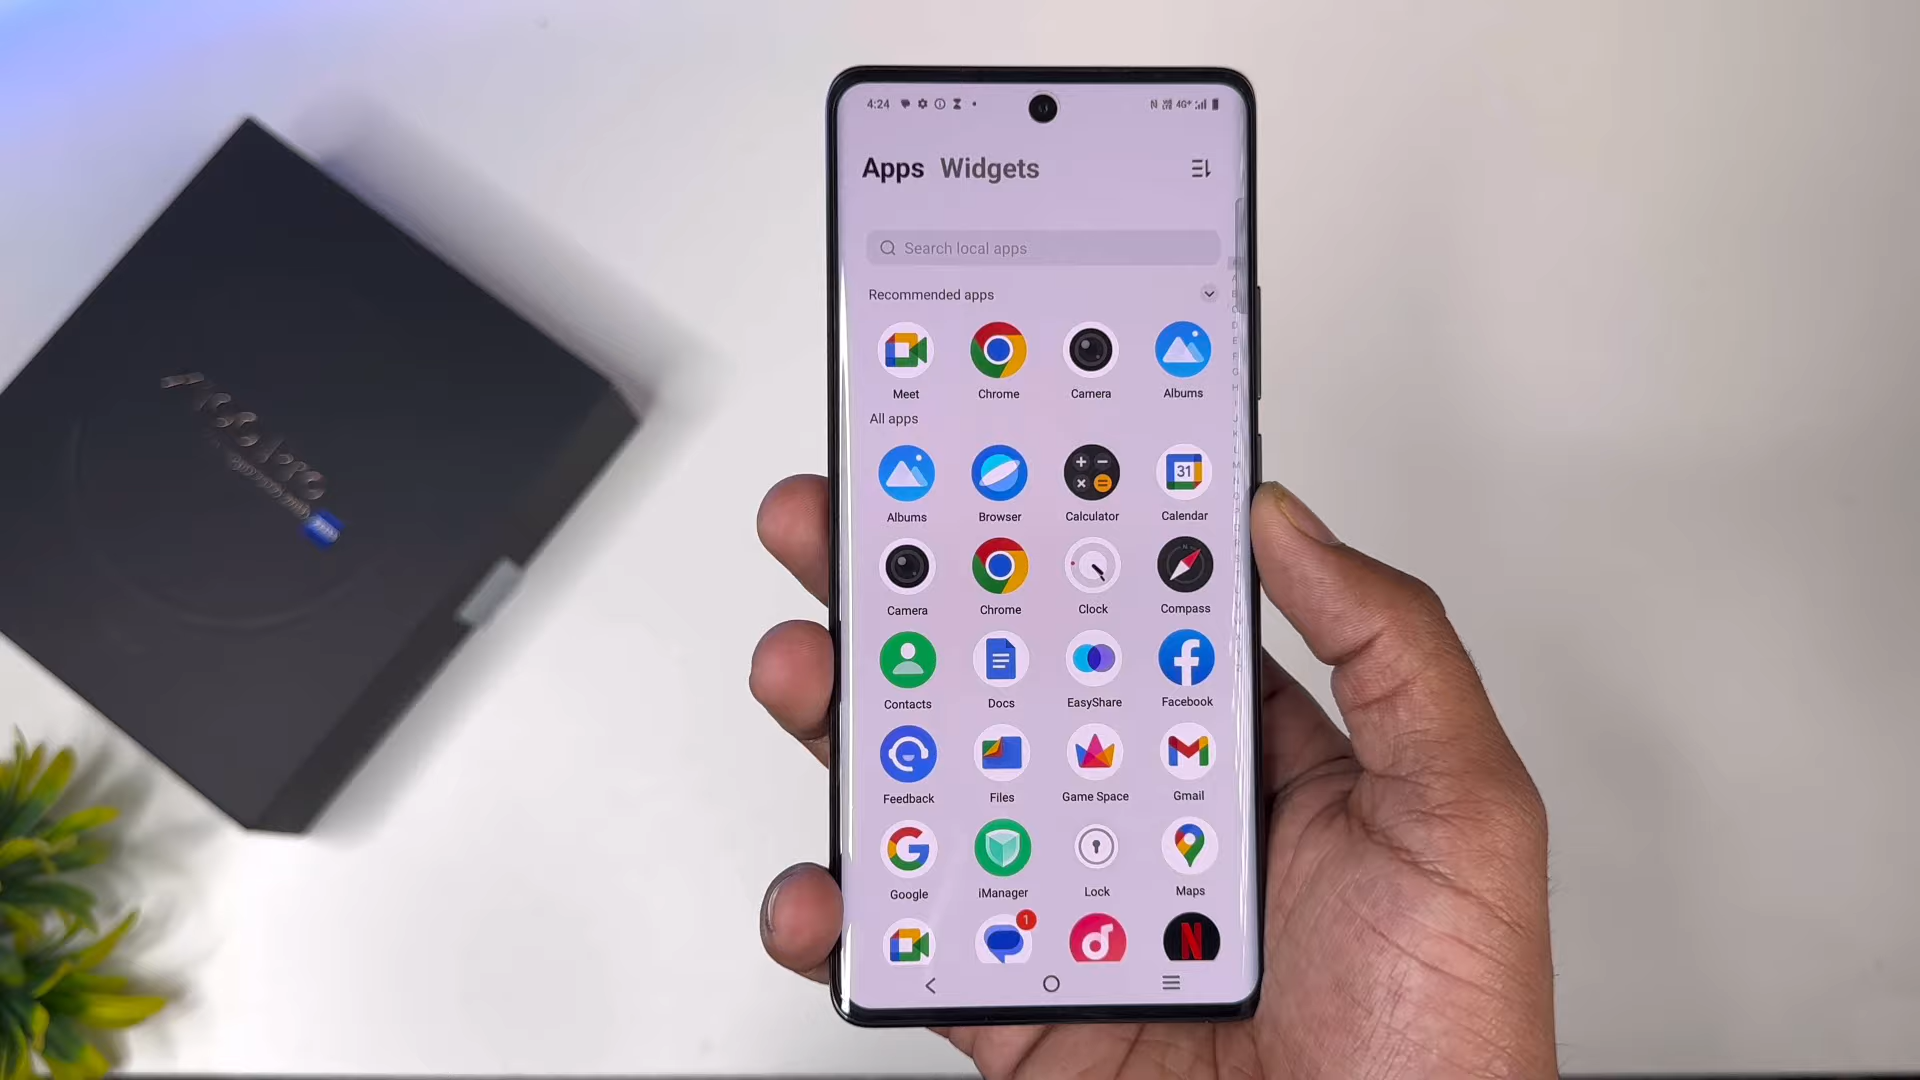 4:24
4G+
Apps Widgets
Search local apps
Recommended apps
Meet Chrome Camera Albums
All apps
31
Albums Browser Calculator Calendar
Camera Chrome Clock Compass
Contacts Docs EasyShare Facebook
Feedback Files Game Space Gmail
Google iManager Lock Maps
1